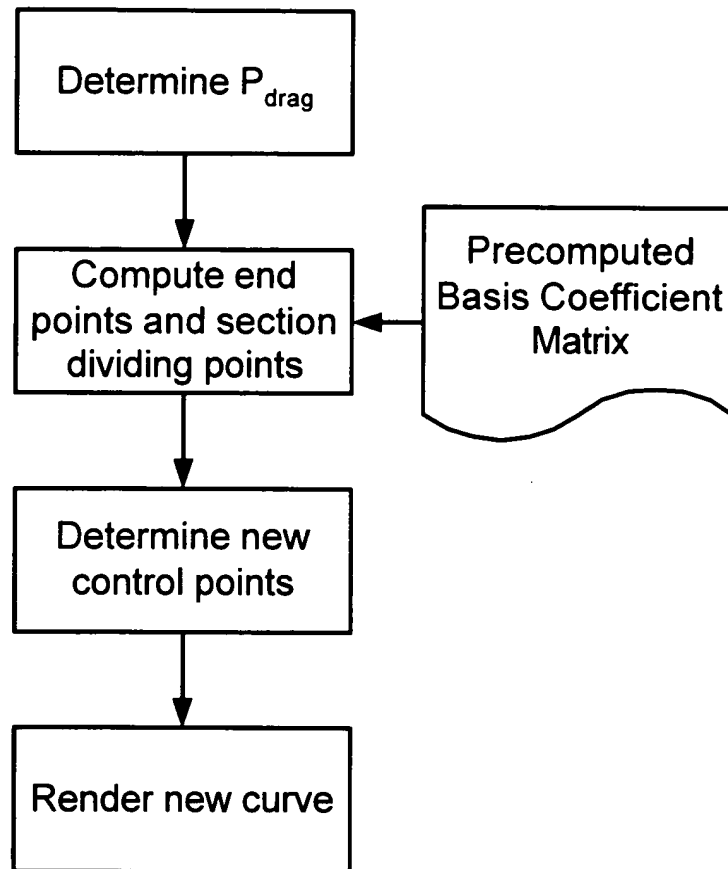 Determine P_drag
Compute end
points and section
dividing points
Precomputed
Basis Coefficient
Matrix
Determine new
control points
Render new curve